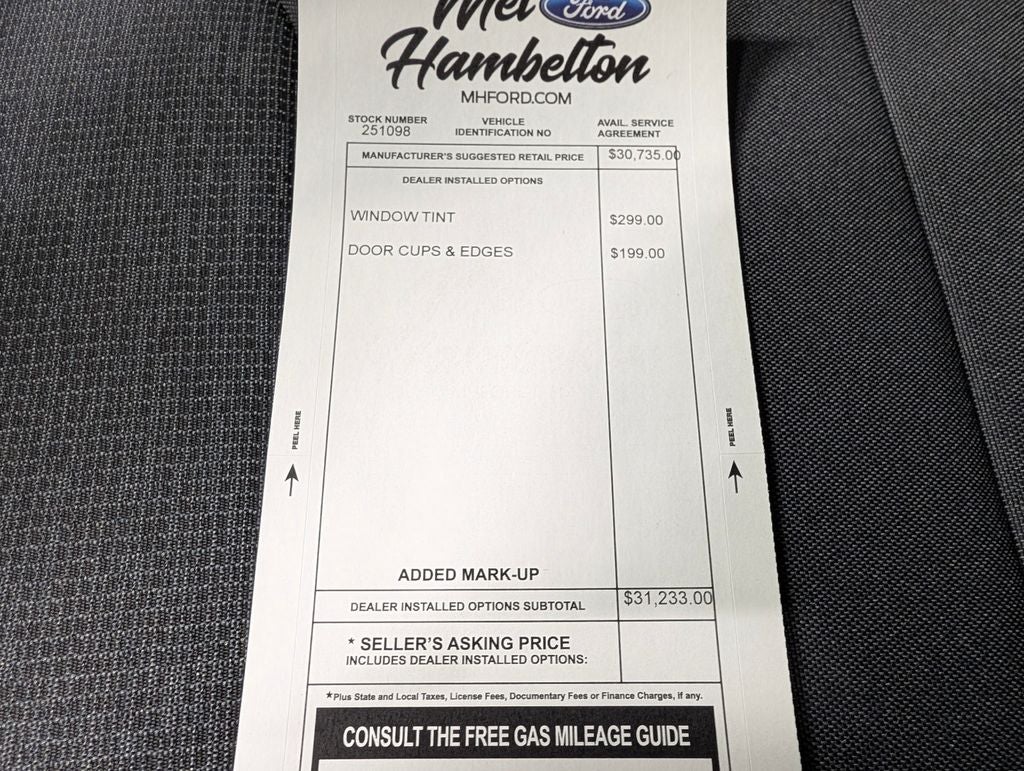 Mel Ford
Hambelton
MHFORD.COM
STOCK NUMBER VEHICLE AVAIL. SERVICE
251098 IDENTIFICATION NO AGREEMENT
MANUFACTURER'S SUGGESTED RETAIL PRICE $30,735.00
DEALER INSTALLED OPTIONS
WINDOW TINT $299.00
DOOR CUPS & EDGES $199.00
PEEL HERE PEEL HERE
ADDED MARK-UP
DEALER INSTALLED OPTIONS SUBTOTAL $31,233.00
* SELLER'S ASKING PRICE
INCLUDES DEALER INSTALLED OPTIONS:
*Plus State and Local Taxes, License Fees, Documentary Fees or Finance Charges, if any.
CONSULT THE FREE GAS MILEAGE GUIDE